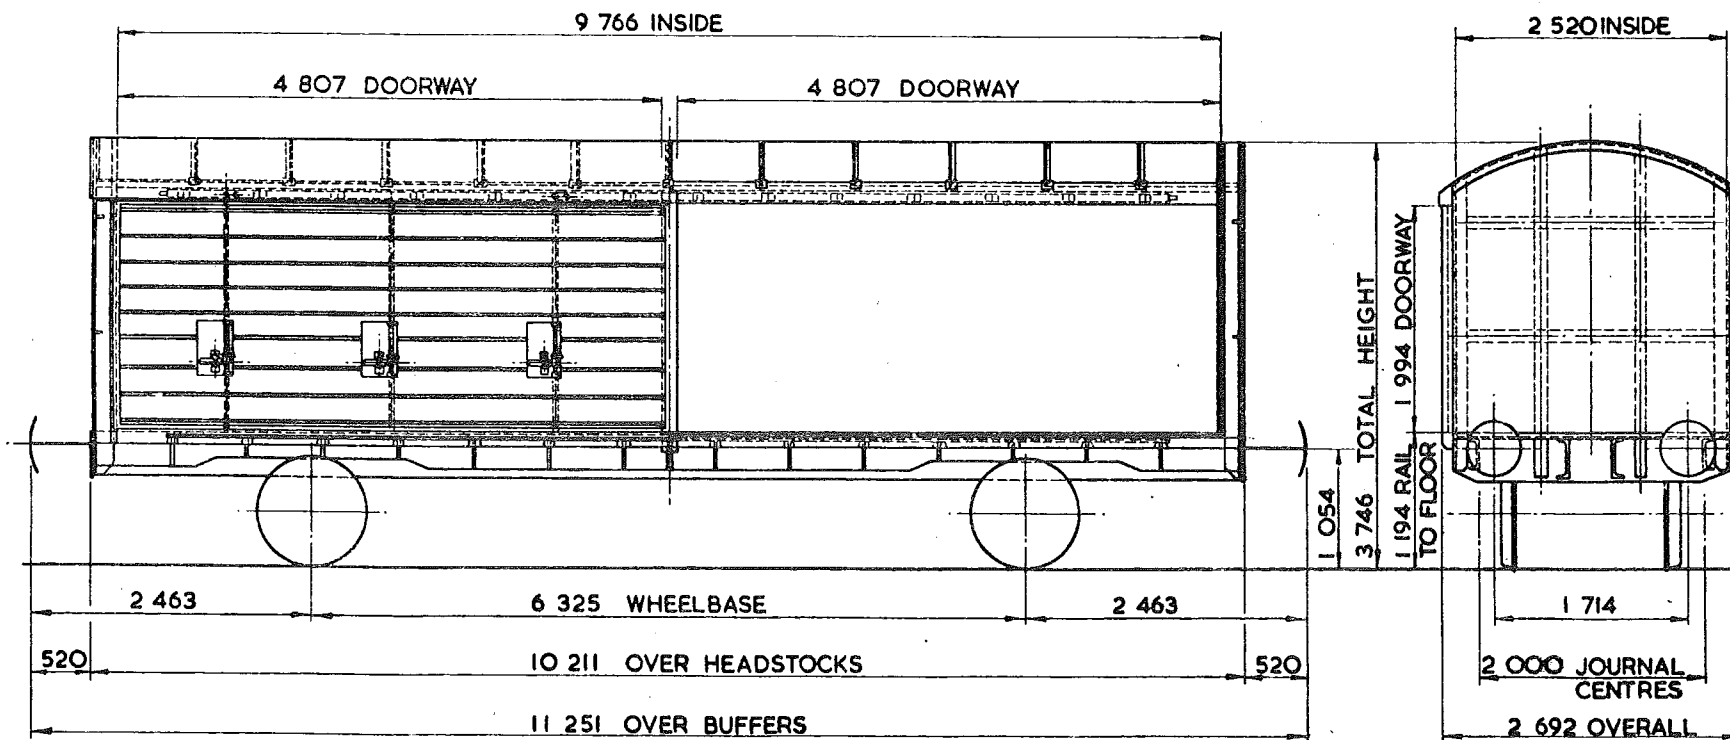 9 766 INSIDE
2 520 INSIDE
4 807 DOORWAY
4 807 DOORWAY
1 054
3 746 TOTAL HEIGHT
1 994 DOORWAY
1 194 RAIL
TO FLOOR
2 463
6 325 WHEELBASE
2 463
1 714
520
10 211 OVER HEADSTOCKS
520
2 000 JOURNAL
CENTRES
11 251 OVER BUFFERS
2 692 OVERALL